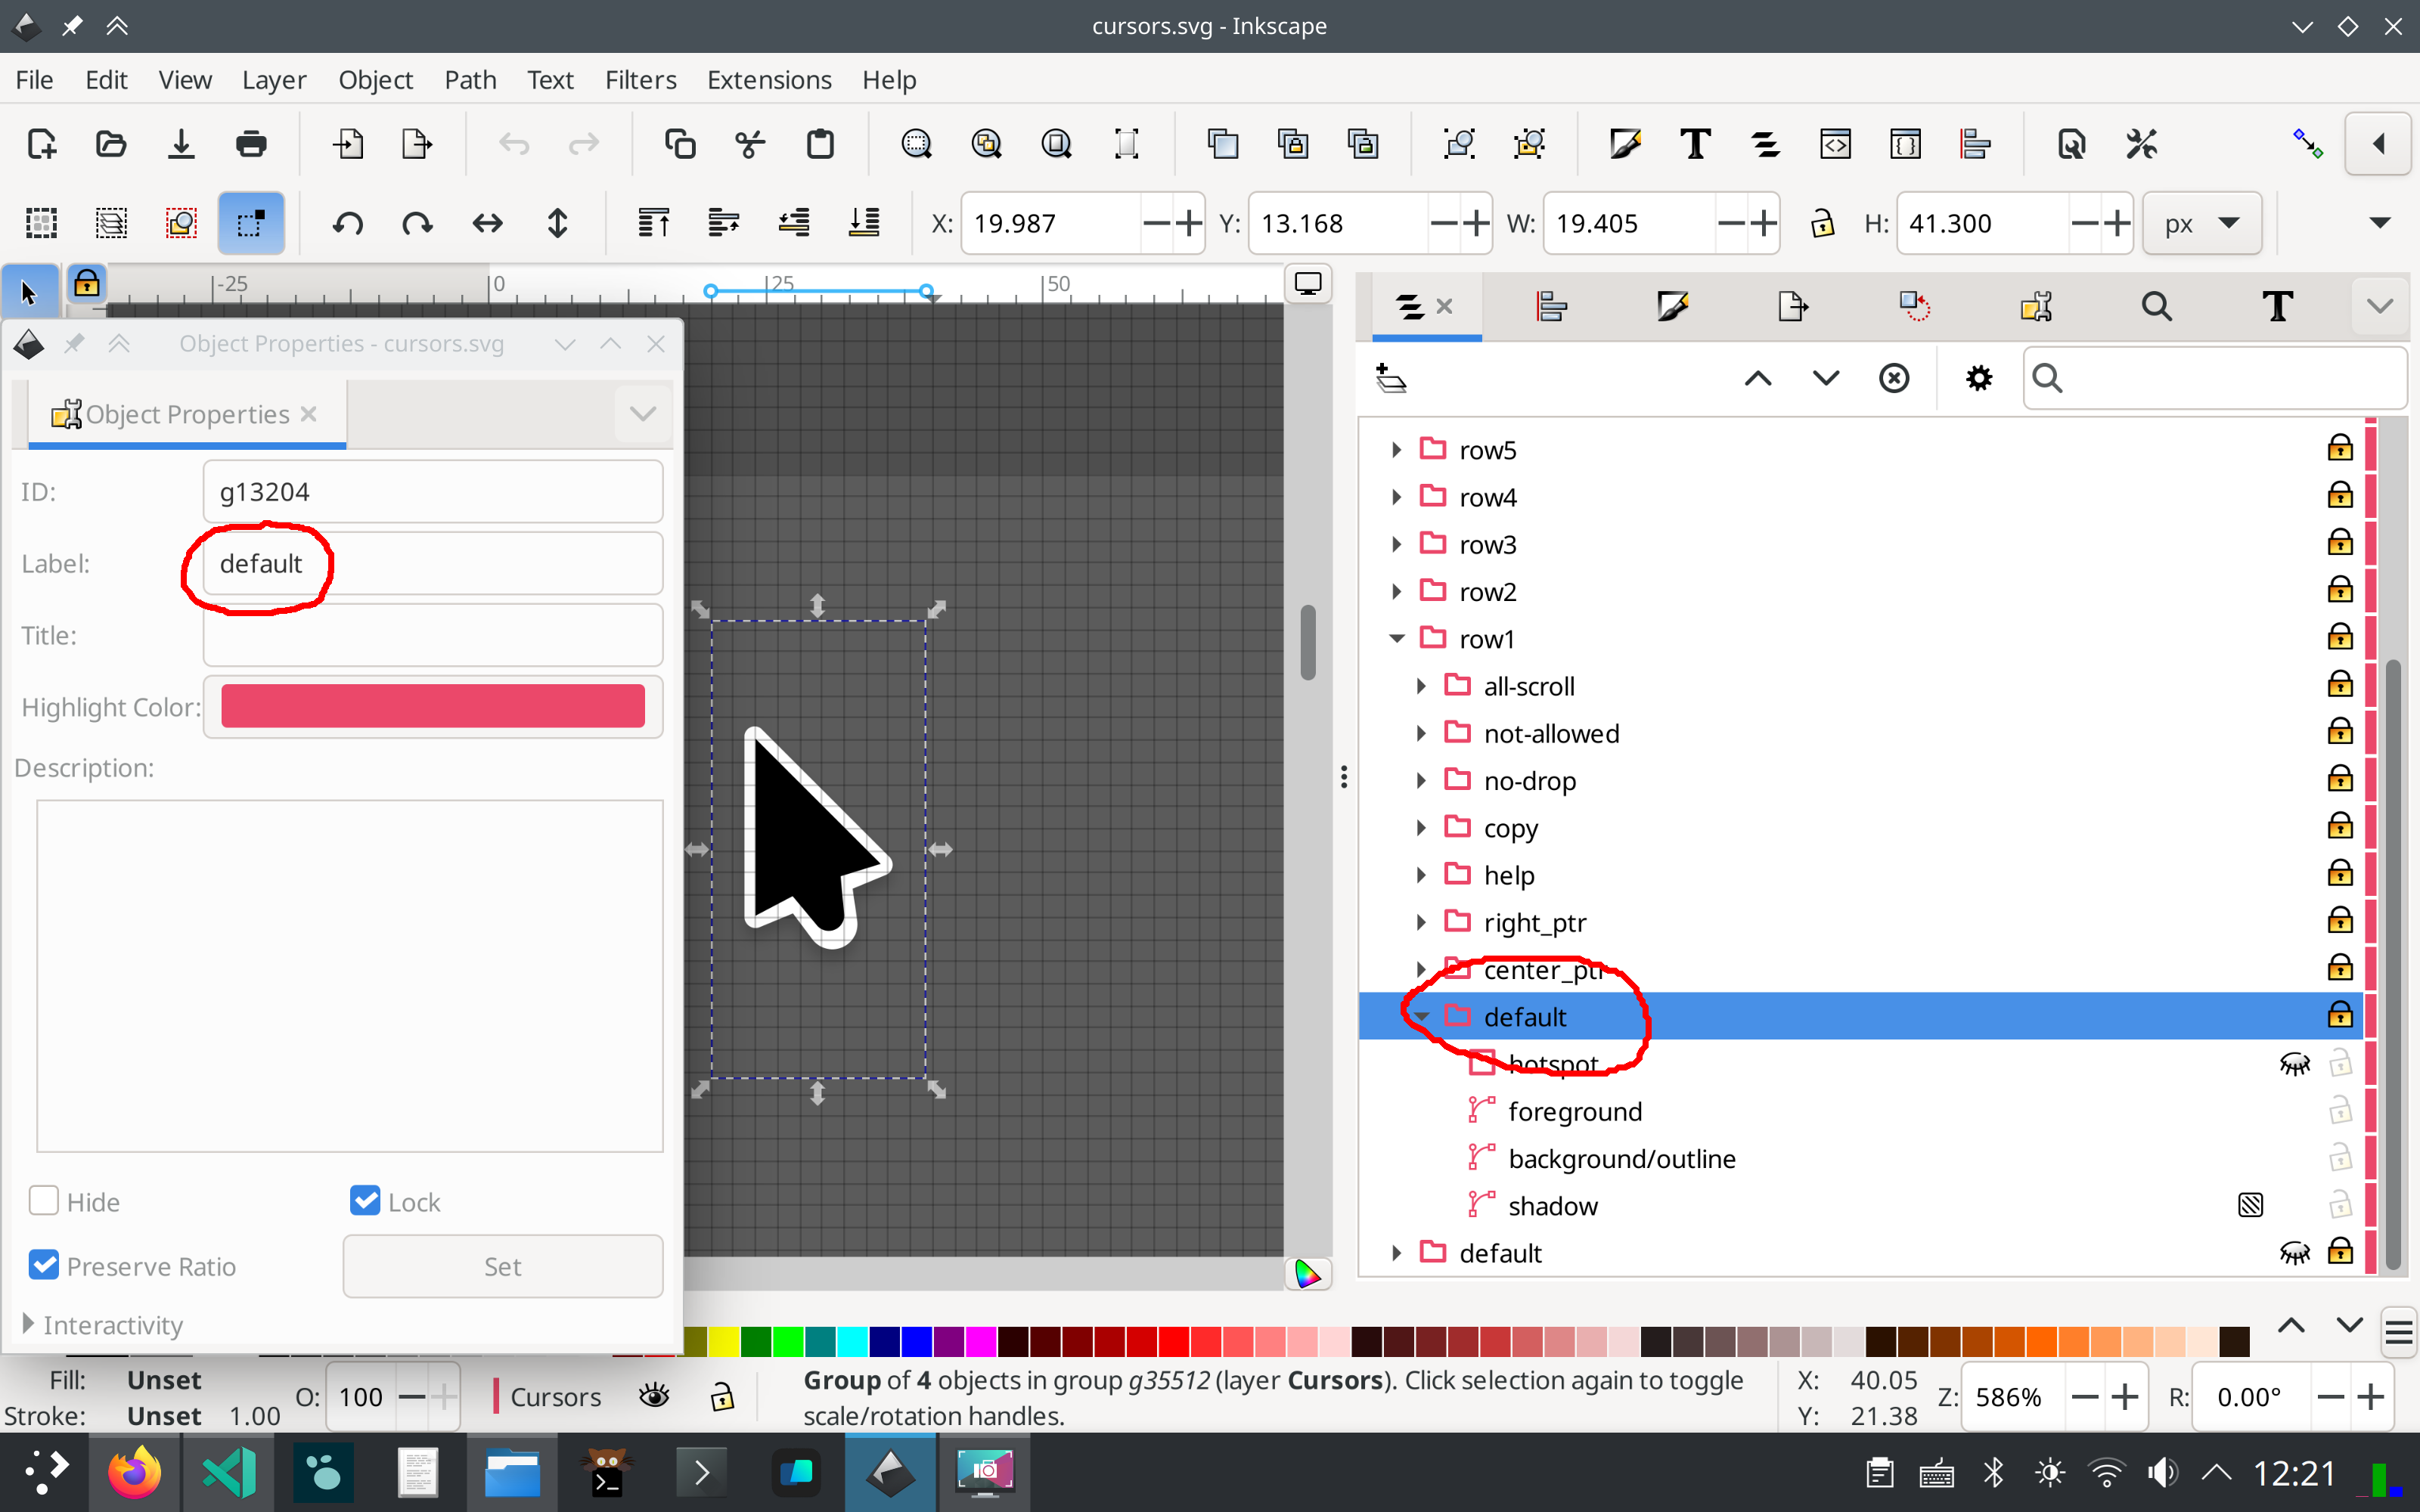 cursors.svg - Inkscape
File Edit View Layer Object Path Text Filters Extensions Help
X: 19.987 Y: 13.168 W: 19.405 H: 41.300 px
-25 0 25 50
Object Properties - cursors.svg
Object Properties
ID: g13204
Label: default
Title:
Highlight Color:
Description:
Hide Lock
Preserve Ratio Set
Interactivity
row5
row4
row3
row2
row1
all-scroll
not-allowed
no-drop
copy
help
right_ptr
center_ptr
default
hotspot
foreground
background/outline
shadow
default
Fill: Unset
Stroke: Unset 1.00
O: 100
Cursors
Group of 4 objects in group g35512 (layer Cursors). Click selection again to toggle
scale/rotation handles.
X: 40.05
Y: 21.38
Z: 586%
R: 0.00°
12:21